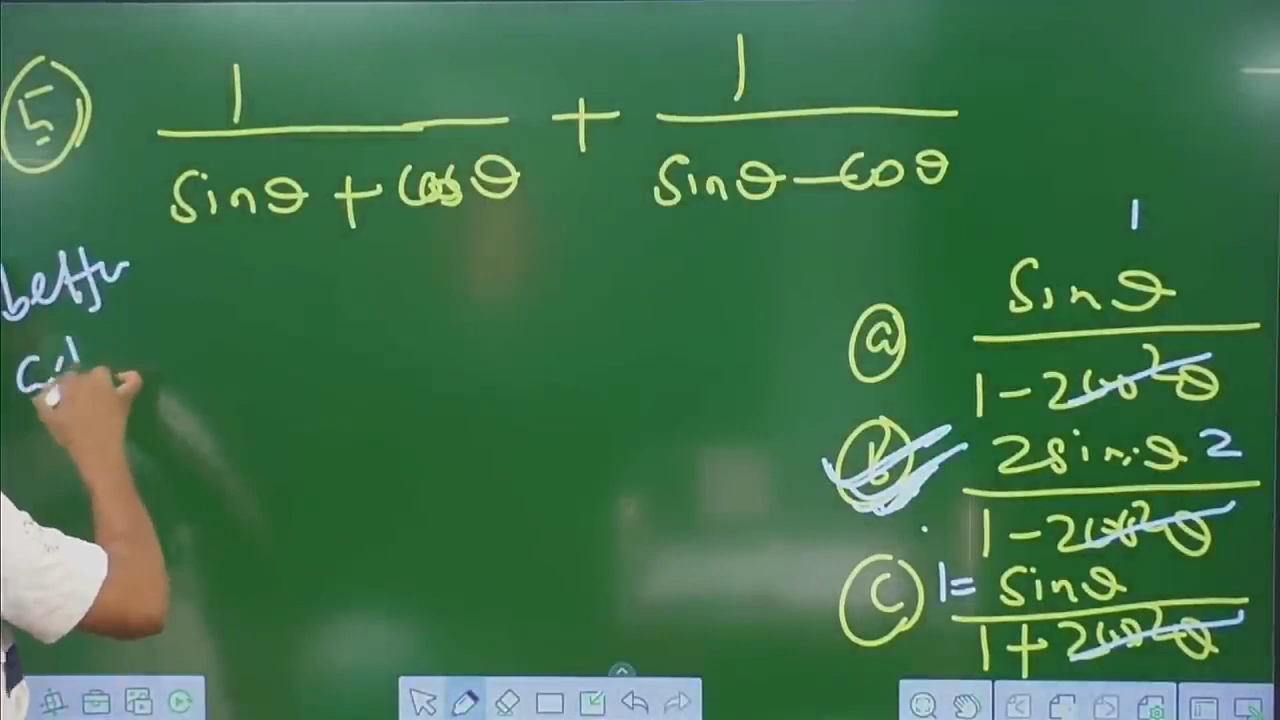 5 1/(sinθ + cosθ) + 1/(sinθ - cosθ)
better
1
a sinθ/(1 - 2cos²θ)
b 2sinθ/(1 - 2cos²θ) 2
c 1= sinθ/(1 + 2cos²θ)